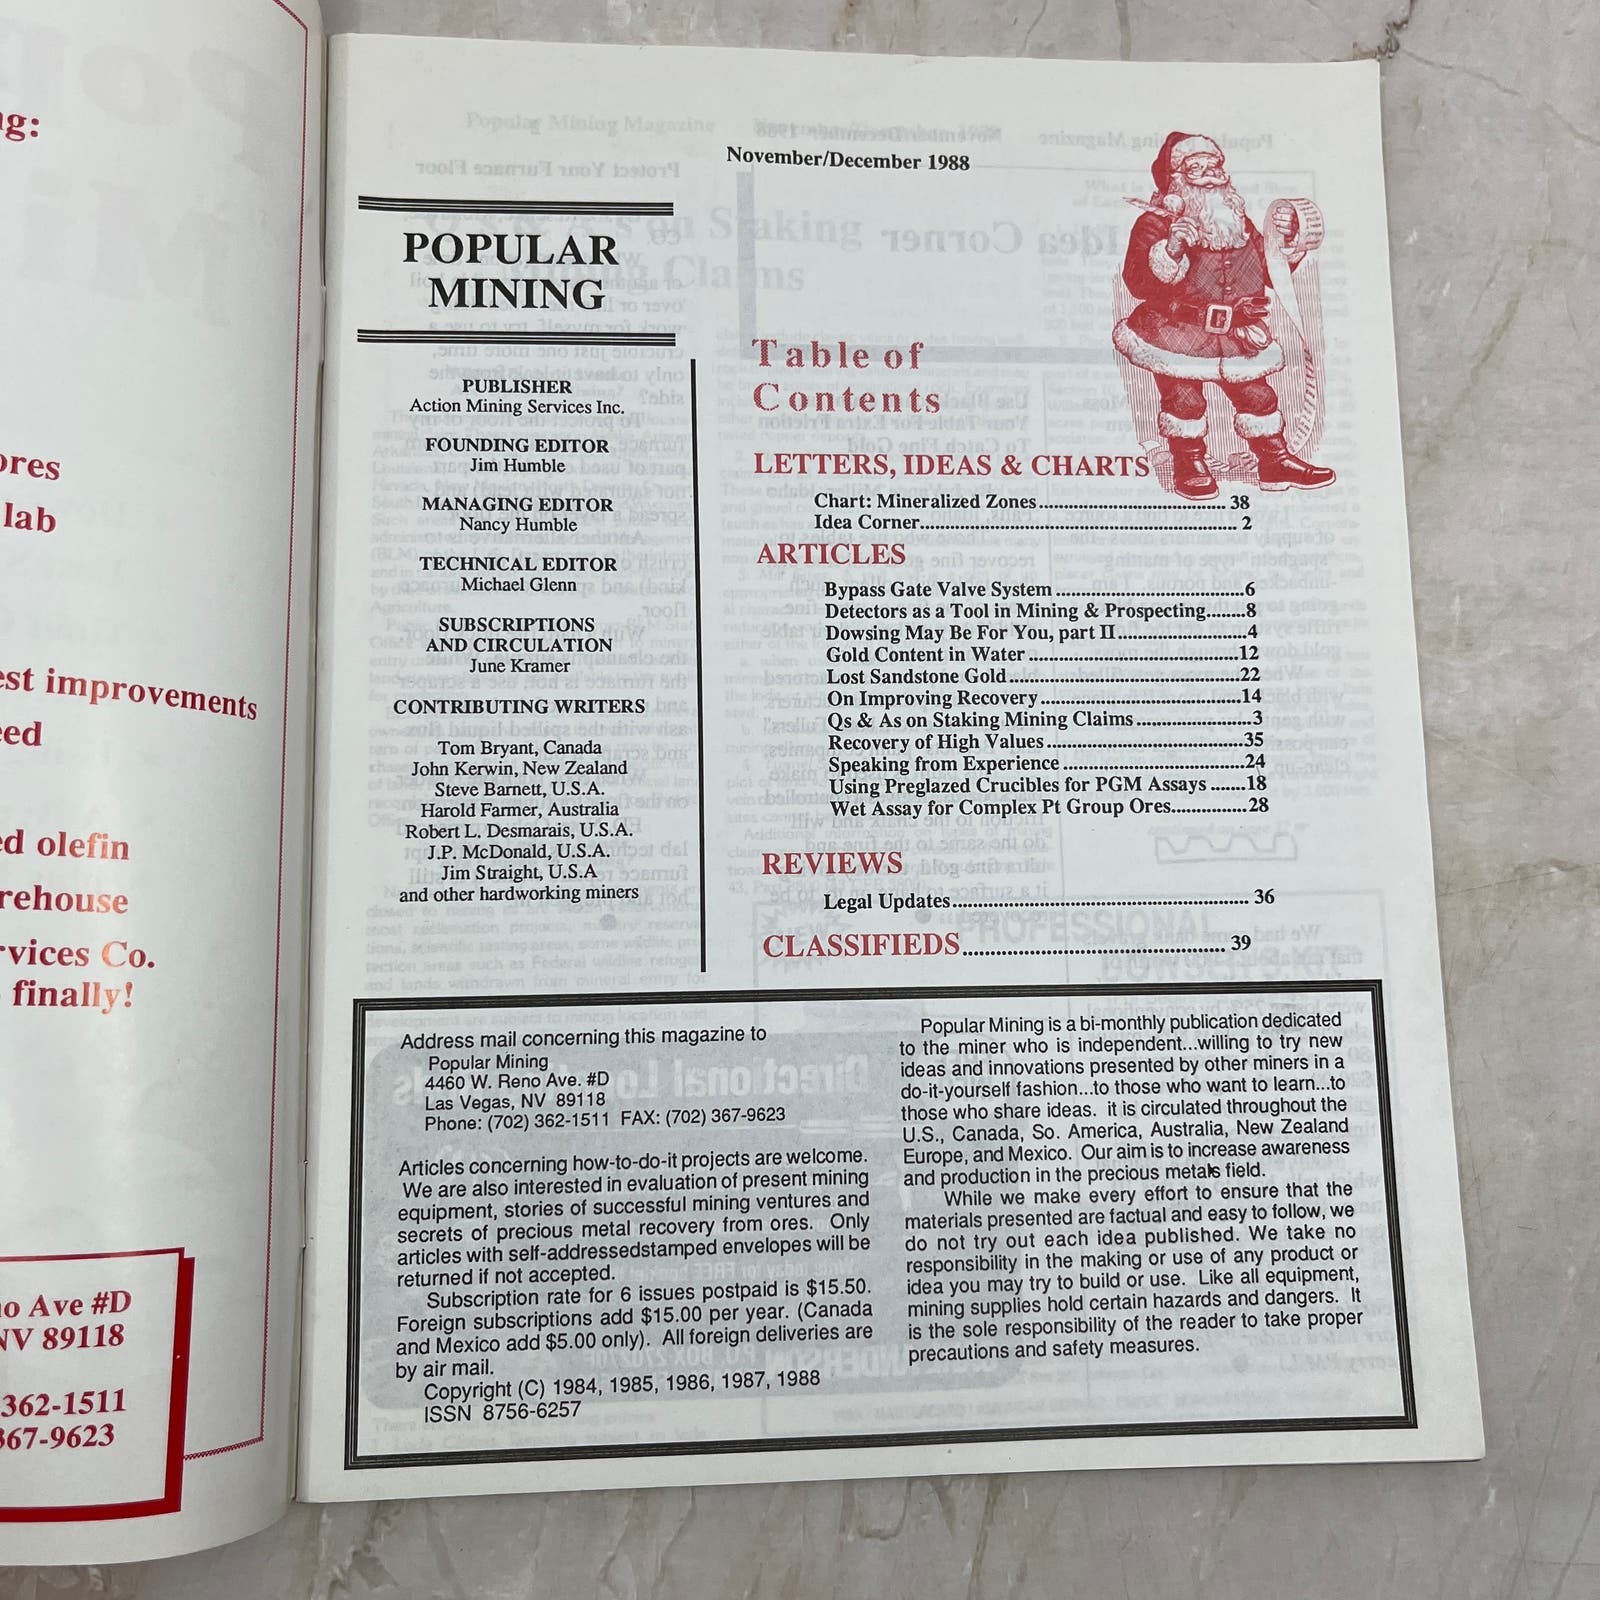 ng:
ores
lab
est improvements
eed
ed olefin
rehouse
rvices Co.
finally!
no Ave #D
NV 89118
362-1511
367-9623
November/December 1988
POPULAR
MINING
PUBLISHER
Action Mining Services Inc.
FOUNDING EDITOR
Jim Humble
MANAGING EDITOR
Nancy Humble
TECHNICAL EDITOR
Michael Glenn
SUBSCRIPTIONS
AND CIRCULATION
June Kramer
CONTRIBUTING WRITERS
Tom Bryant, Canada
John Kerwin, New Zealand
Steve Barnett, U.S.A.
Harold Farmer, Australia
Robert L. Desmarais, U.S.A.
J.P. McDonald, U.S.A.
Jim Straight, U.S.A
and other hardworking miners
Table of
Contents
LETTERS, IDEAS & CHARTS
Chart: Mineralized Zones.................................. 38
Idea Corner.......................................................... 2
ARTICLES
Bypass Gate Valve System ...................................6
Detectors as a Tool in Mining & Prospecting.......8
Dowsing May Be For You, part II........................4
Gold Content in Water .......................................12
Lost Sandstone Gold...........................................22
On Improving Recovery.....................................14
Qs & As on Staking Mining Claims.....................3
Recovery of High Values....................................35
Speaking from Experience .................................24
Using Preglazed Crucibles for PGM Assays ......18
Wet Assay for Complex Pt Group Ores..............28
REVIEWS
Legal Updates...................................................... 36
CLASSIFIEDS................................................ 39
Address mail concerning this magazine to
Popular Mining
4460 W. Reno Ave. #D
Las Vegas, NV 89118
Phone: (702) 362-1511 FAX: (702) 367-9623
Articles concerning how-to-do-it projects are welcome.
We are also interested in evaluation of present mining
equipment, stories of successful mining ventures and
secrets of precious metal recovery from ores. Only
articles with self-addressedstamped envelopes will be
returned if not accepted.
Subscription rate for 6 issues postpaid is $15.50.
Foreign subscriptions add $15.00 per year. (Canada
and Mexico add $5.00 only). All foreign deliveries are
by air mail.
Copyright (C) 1984, 1985, 1986, 1987, 1988
ISSN 8756-6257
Popular Mining is a bi-monthly publication dedicated
to the miner who is independent...willing to try new
ideas and innovations presented by other miners in a
do-it-yourself fashion...to those who want to learn...to
those who share ideas. it is circulated throughout the
U.S., Canada, So. America, Australia, New Zealand
Europe, and Mexico. Our aim is to increase awareness
and production in the precious metals field.
While we make every effort to ensure that the
materials presented are factual and easy to follow, we
do not try out each idea published. We take no
responsibility in the making or use of any product or
idea you may try to build or use. Like all equipment,
mining supplies hold certain hazards and dangers. It
is the sole responsibility of the reader to take proper
precautions and safety measures.